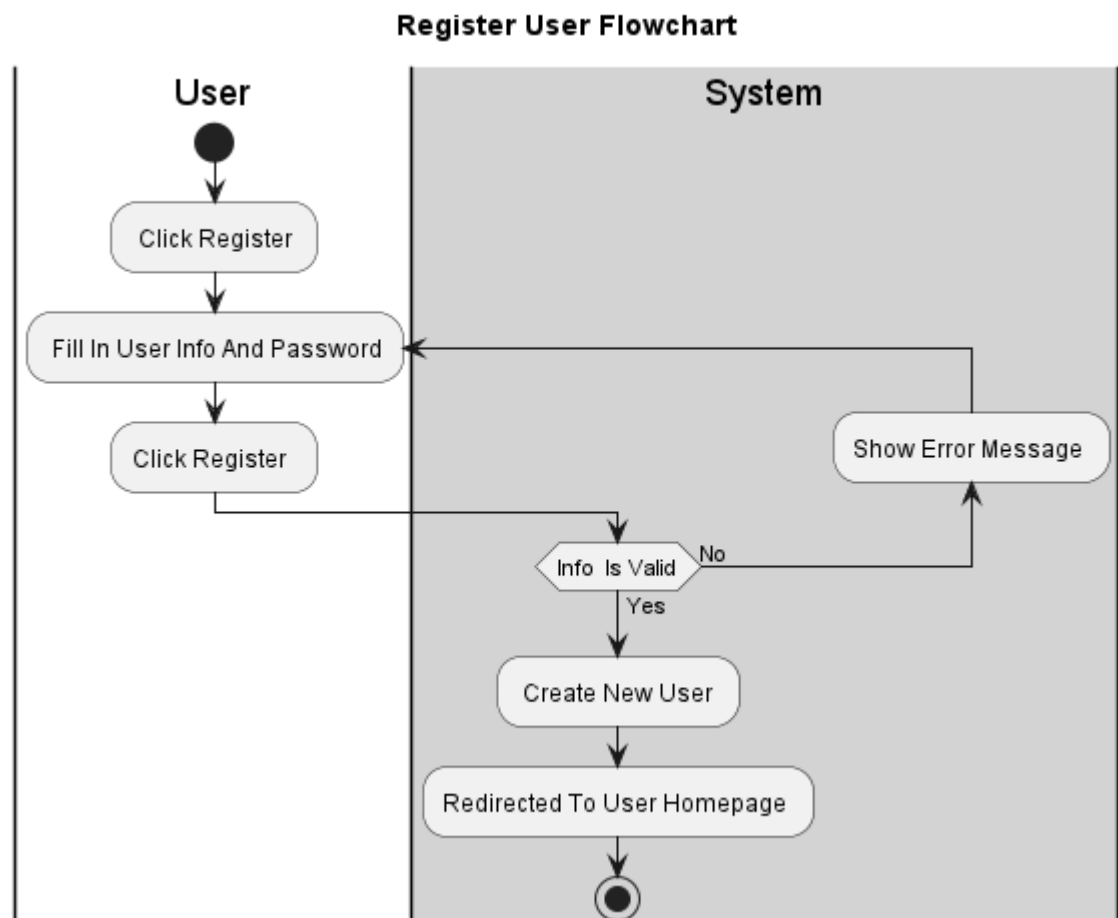 Register User Flowchart
User
System
Click Register
Fill In User Info And Password
Click Register
Show Error Message
Info  Is Valid
No
Yes
Create New User
Redirected To User Homepage